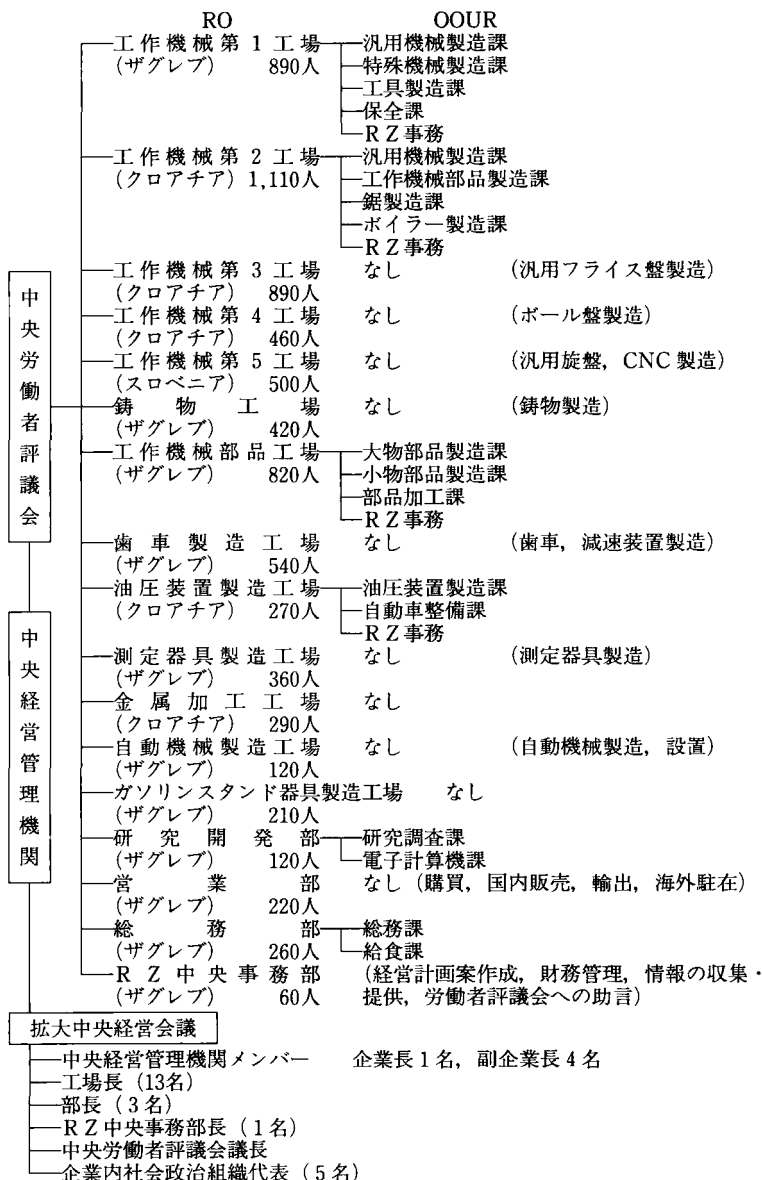 RO OOUR
工作機械第1工場 汎用機械製造課
(ザグレブ) 890人 特殊機械製造課
工具製造課
保全課
RZ事務
工作機械第2工場 汎用機械製造課
(クロアチア) 1,110人 工作機械部品製造課
鋸製造課
ボイラー製造課
RZ事務
工作機械第3工場 なし (汎用フライス盤製造)
(クロアチア) 890人
工作機械第4工場 なし (ボール盤製造)
(クロアチア) 460人
工作機械第5工場 なし (汎用旋盤, CNC製造)
(スロベニア) 500人
鋳物工場 なし (鋳物製造)
(ザグレブ) 420人
工作機械部品工場 大物部品製造課
(ザグレブ) 820人 小物部品製造課
部品加工課
RZ事務
歯車製造工場 なし (歯車, 減速装置製造)
(ザグレブ) 540人
油圧装置製造工場 油圧装置製造課
(クロアチア) 270人 自動車整備課
RZ事務
測定器具製造工場 なし (測定器具製造)
(ザグレブ) 360人
金属加工工場 なし
(クロアチア) 290人
自動機械製造工場 なし (自動機械製造, 設置)
(ザグレブ) 120人
ガソリンスタンド器具製造工場 なし
(ザグレブ) 210人
研究開発部 研究調査課
(ザグレブ) 120人 電子計算機課
営業部 なし (購買, 国内販売, 輸出, 海外駐在)
(ザグレブ) 220人
総務部 総務課
(ザグレブ) 260人 給食課
RZ中央事務部 (経営計画案作成, 財務管理, 情報の収集・
(ザグレブ) 60人 提供, 労働者評議会への助言)
中央労働者評議会
中央経営管理機関
拡大中央経営会議
中央経営管理機関メンバー 企業長1名, 副企業長4名
工場長 (13名)
部長 (3名)
RZ中央事務部長 (1名)
中央労働者評議会議長
企業内社会政治組織代表 (5名)